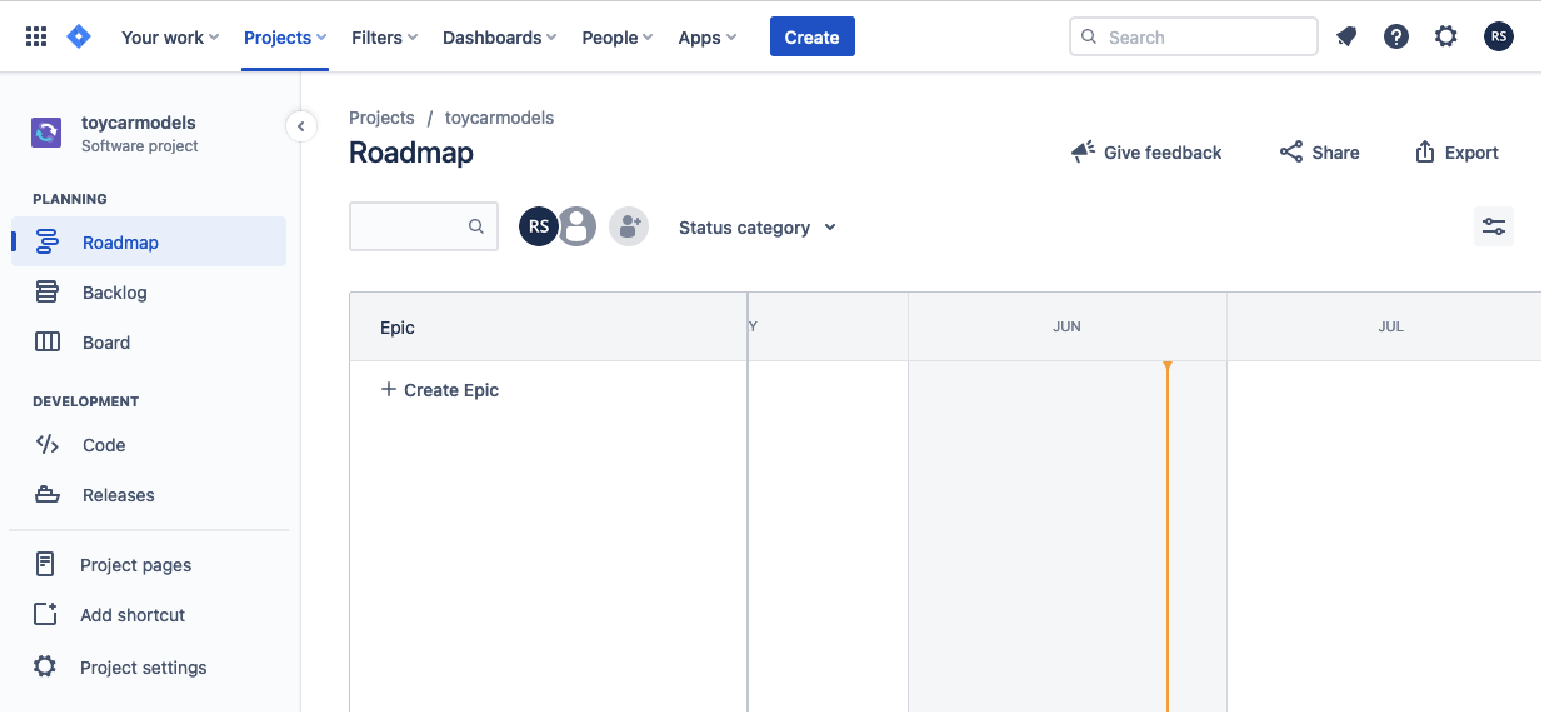 Your work Projects Filters Dashboards People Apps Create Search RS
toycarmodels
Software project
PLANNING
Roadmap
Backlog
Board
DEVELOPMENT
Code
Releases
Project pages
Add shortcut
Project settings
Projects / toycarmodels
Roadmap
Give feedback Share Export
RS Status category
Epic Y JUN JUL
+ Create Epic